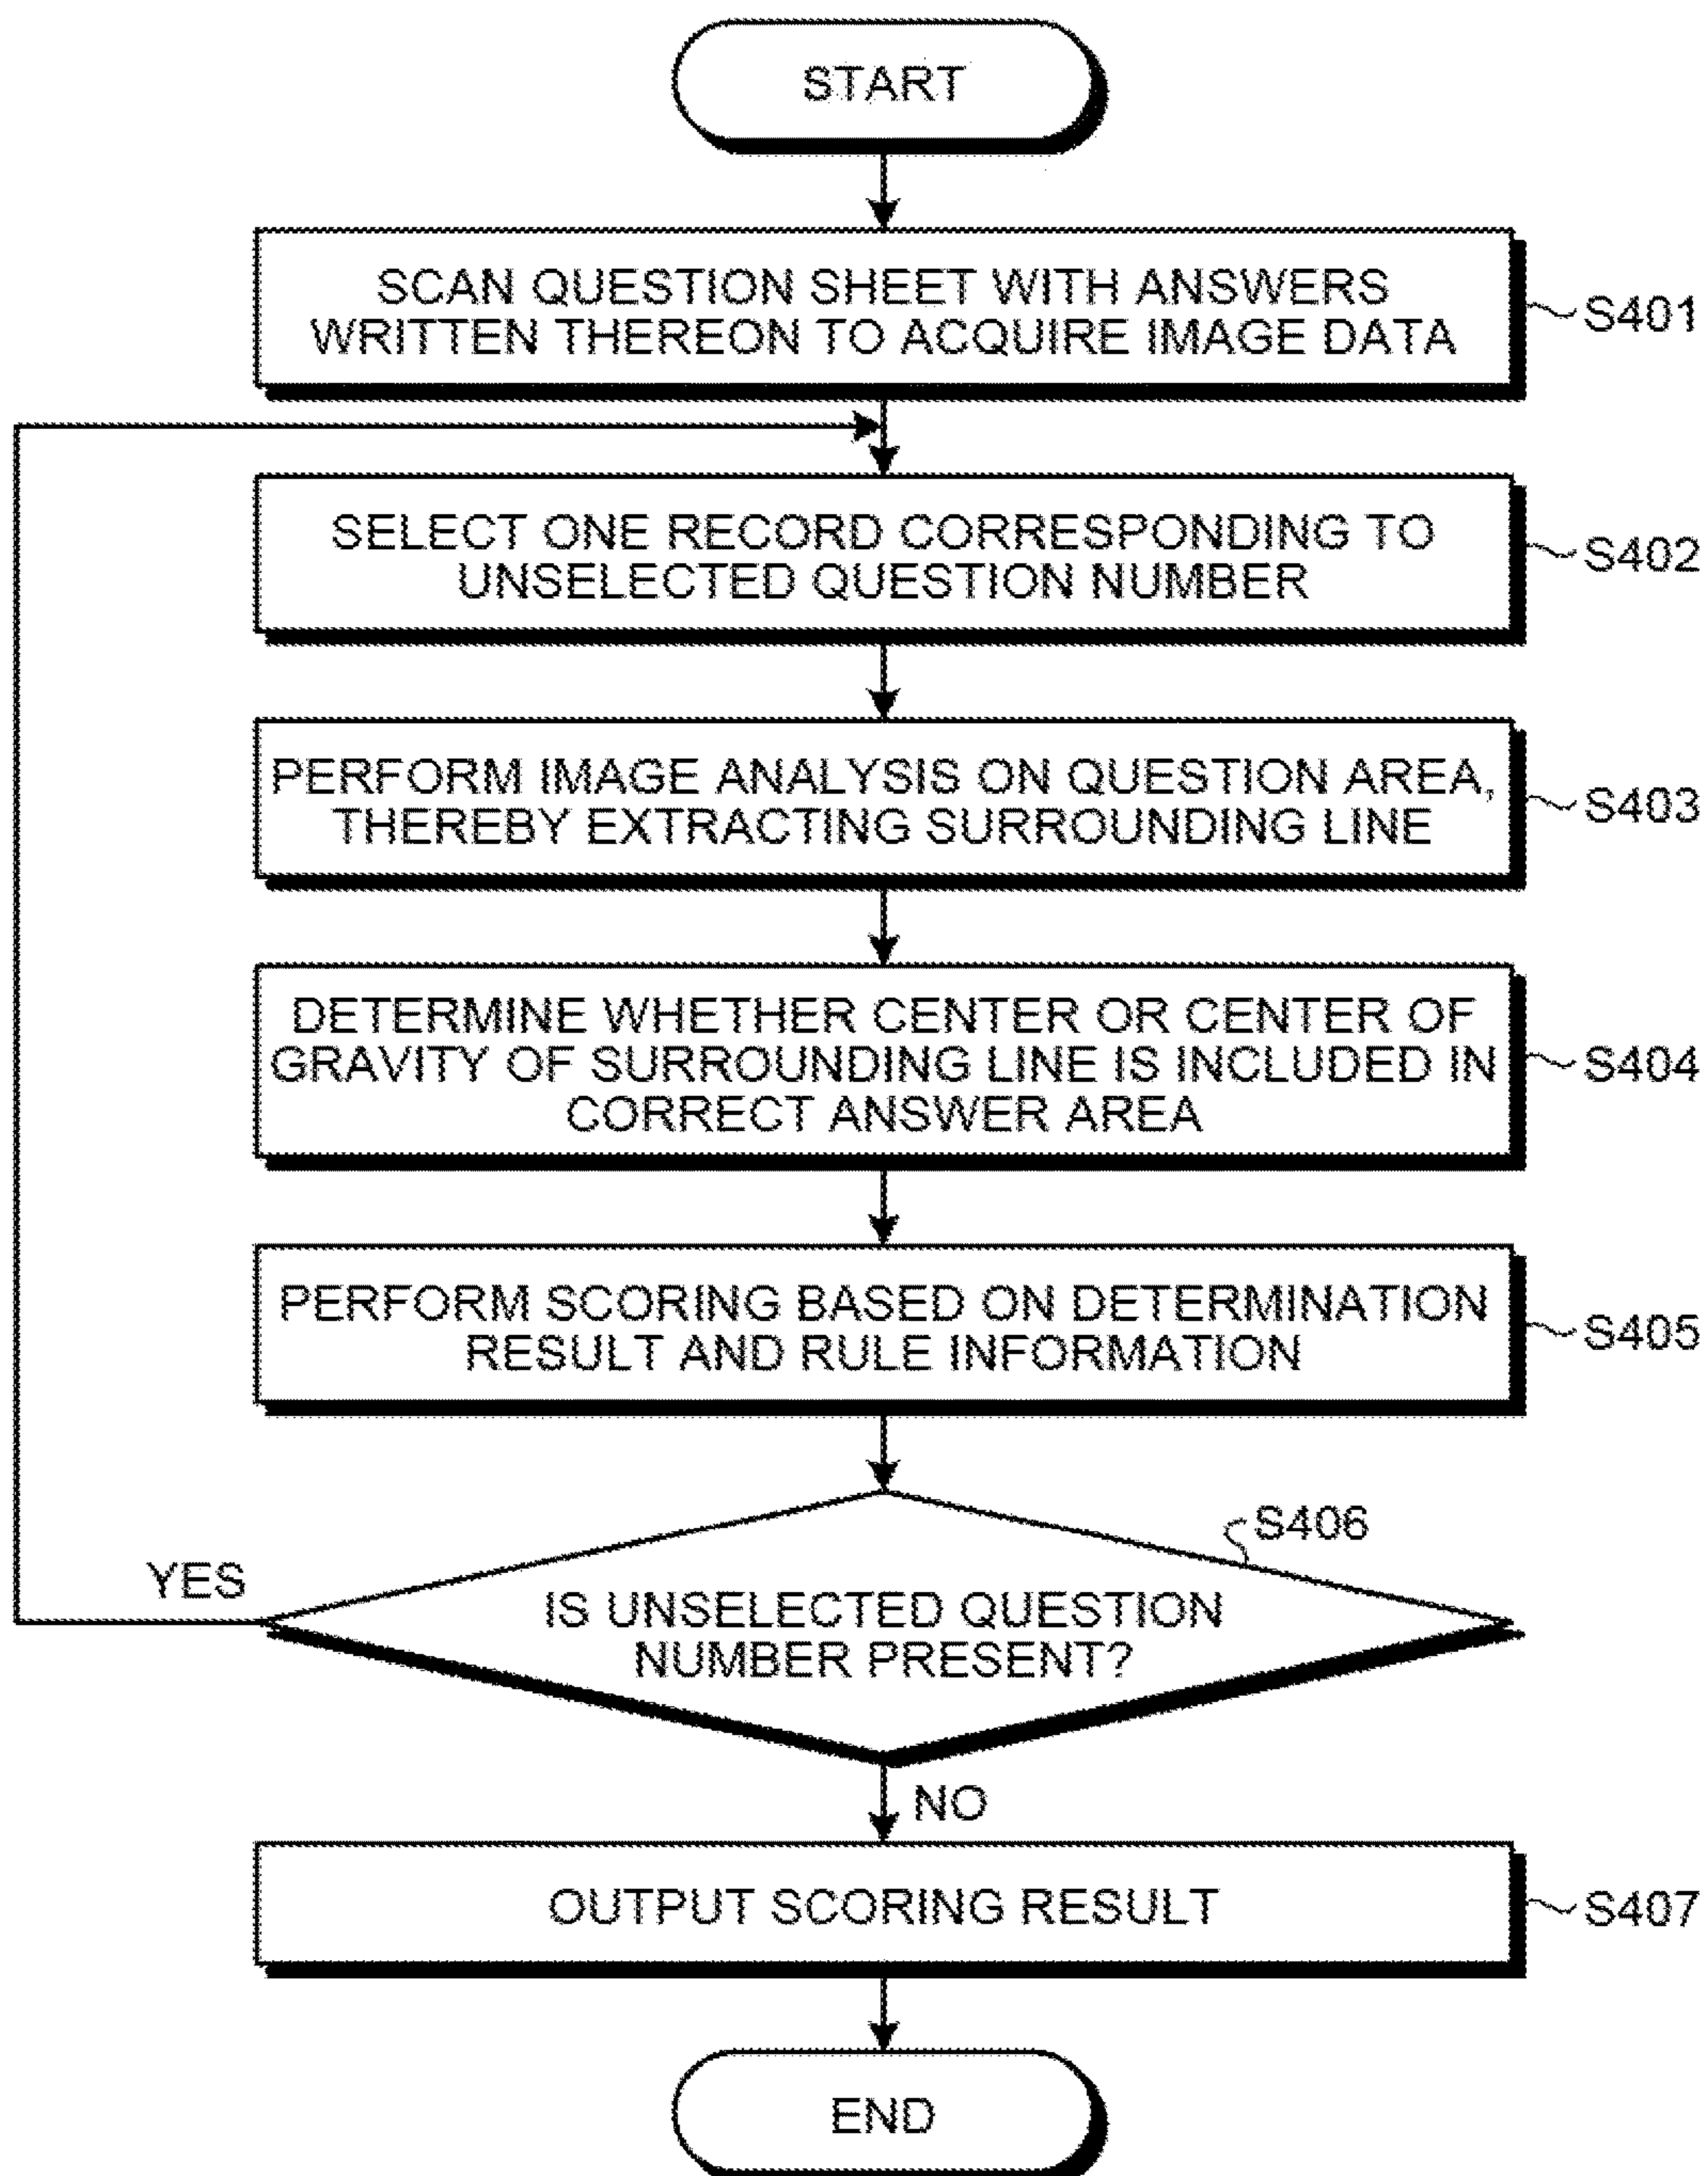 START
SCAN QUESTION SHEET WITH ANSWERS
WRITTEN THEREON TO ACQUIRE IMAGE DATA
S401
SELECT ONE RECORD CORRESPONDING TO
UNSELECTED QUESTION NUMBER
S402
PERFORM IMAGE ANALYSIS ON QUESTION AREA,
THEREBY EXTRACTING SURROUNDING LINE
S403
DETERMINE WHETHER CENTER OR CENTER OF
GRAVITY OF SURROUNDING LINE IS INCLUDED IN
CORRECT ANSWER AREA
S404
PERFORM SCORING BASED ON DETERMINATION
RESULT AND RULE INFORMATION
S405
S406
YES
IS UNSELECTED QUESTION
NUMBER PRESENT?
NO
OUTPUT SCORING RESULT
S407
END